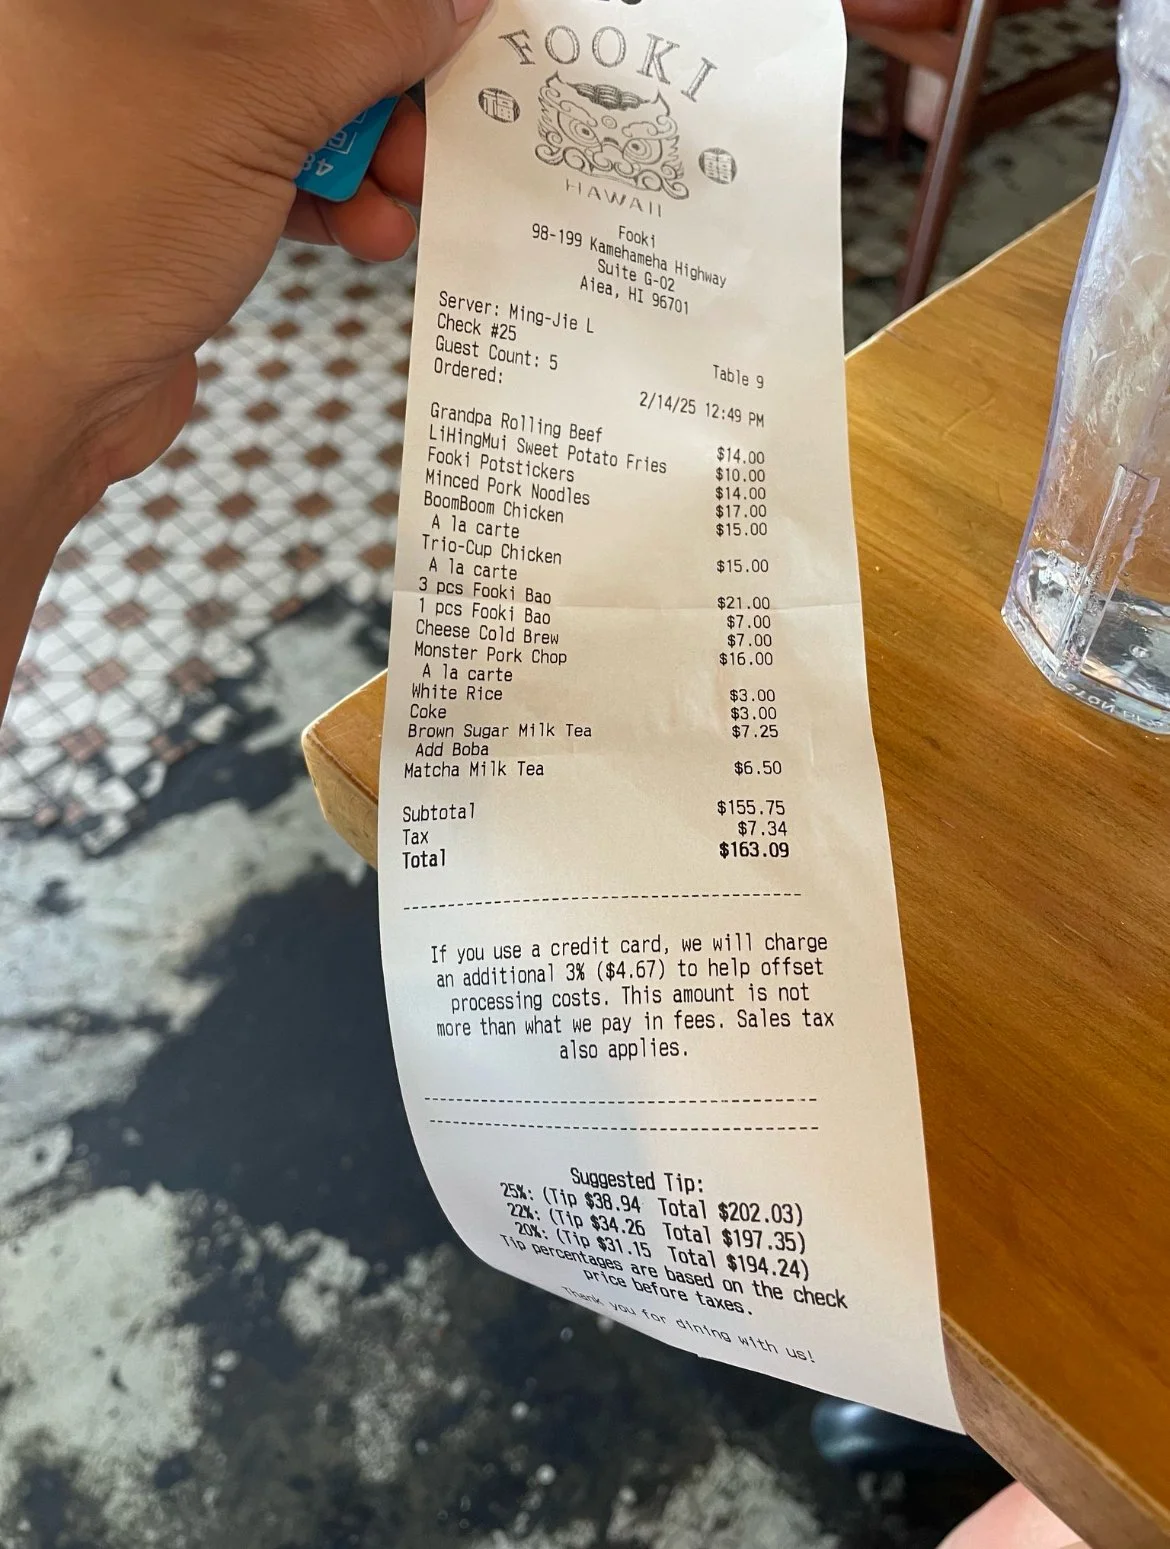 FOOKI
福
HAWAII
Fooki
98-199 Kamehameha Highway
Suite G-02
Aiea, HI 96701
Server: Ming-Jie L
Check #25 Table 9
Guest Count: 5
Ordered: 2/14/25 12:49 PM
Grandpa Rolling Beef $14.00
LiHingMui Sweet Potato Fries $10.00
Fooki Potstickers $14.00
Minced Pork Noodles $17.00
BoomBoom Chicken $15.00
A la carte
Trio-Cup Chicken $15.00
A la carte
3 pcs Fooki Bao $21.00
1 pcs Fooki Bao $7.00
Cheese Cold Brew $7.00
Monster Pork Chop $16.00
A la carte
White Rice $3.00
Coke $3.00
Brown Sugar Milk Tea $7.25
Add Boba
Matcha Milk Tea $6.50
Subtotal $155.75
Tax $7.34
Total $163.09
If you use a credit card, we will charge
an additional 3% ($4.67) to help offset
processing costs. This amount is not
more than what we pay in fees. Sales tax
also applies.
Suggested Tip:
25%: (Tip $38.94 Total $202.03)
22%: (Tip $34.26 Total $197.35)
20%: (Tip $31.15 Total $194.24)
Tip percentages are based on the check
price before taxes.
Thank you for dining with us!